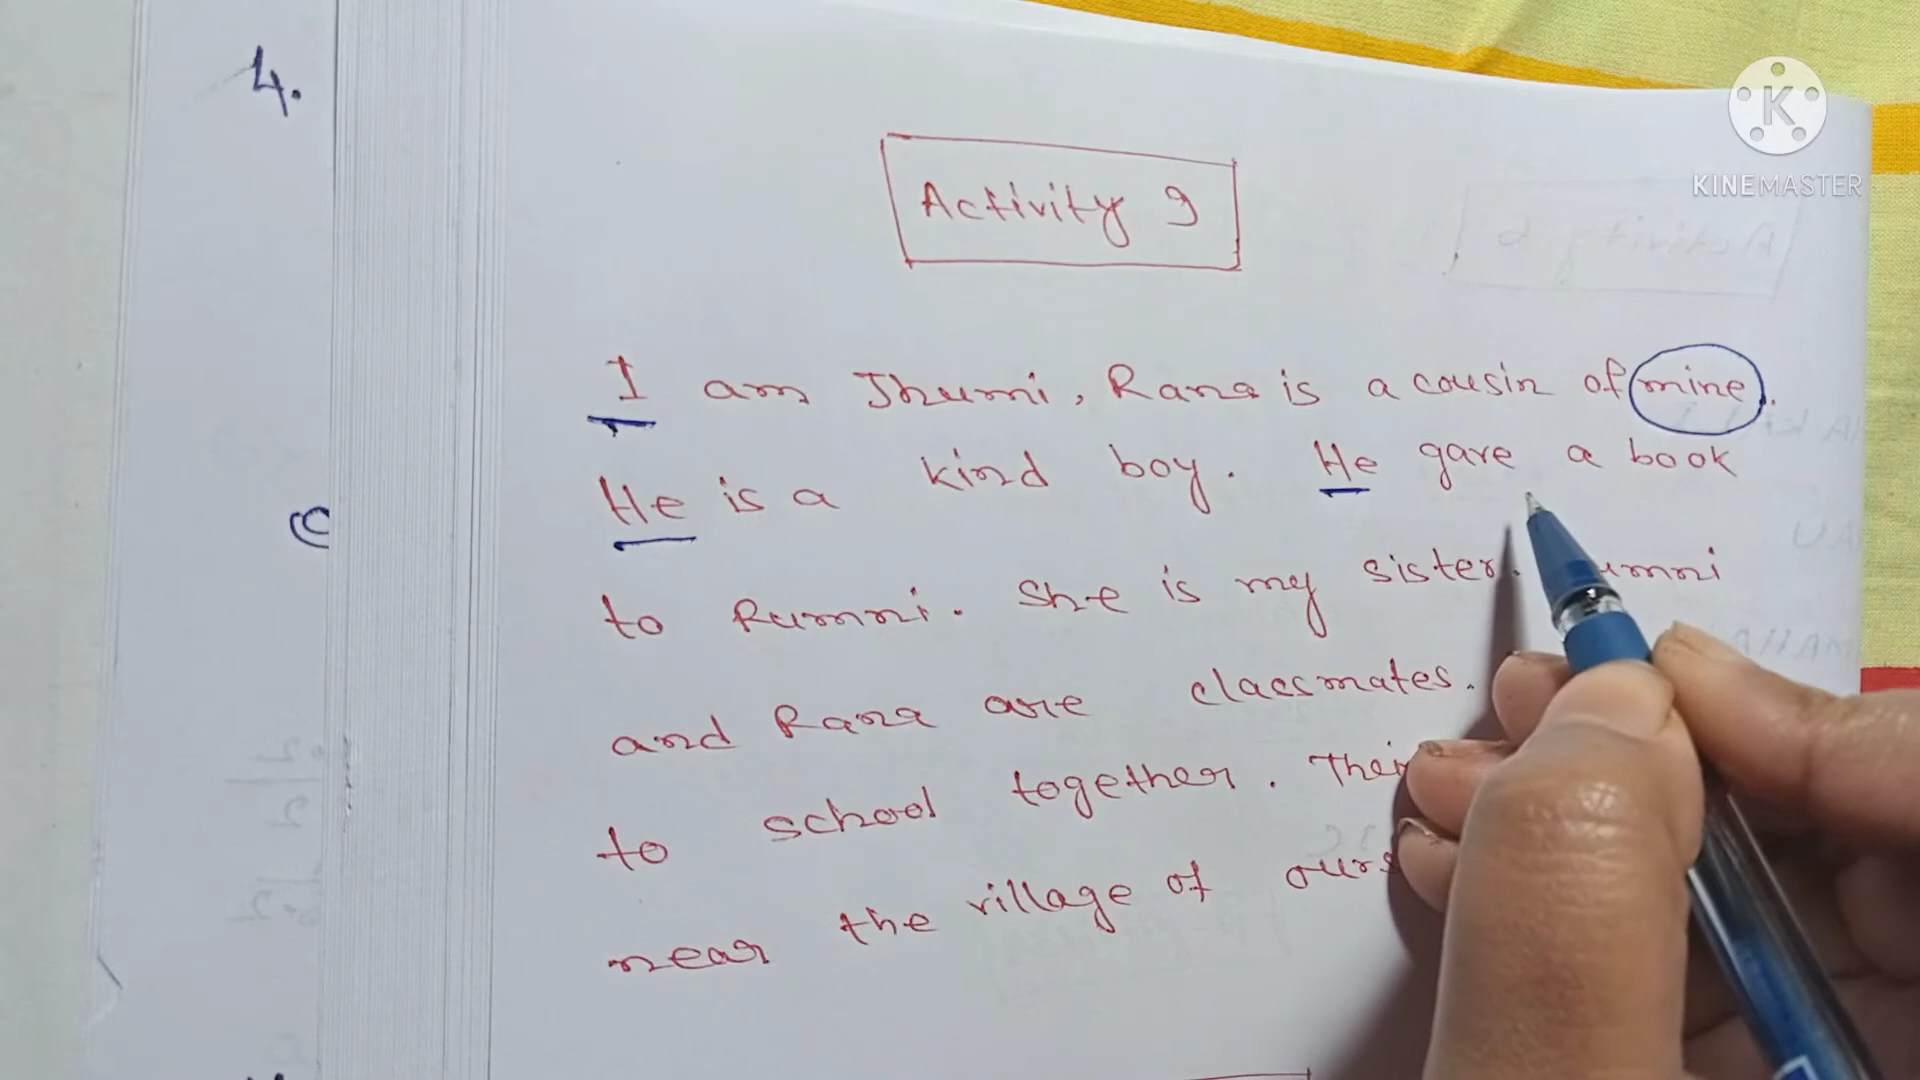 4.
KINEMASTER
Activity 9
I am Jhumi, Rana is a cousin of mine.
He is a kind boy. He gave a book
to Rumni. She is my sister.
and Rana are classmates.
to school together.
near the village of ours